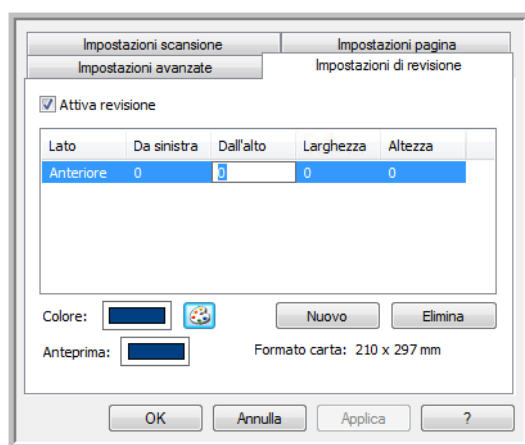 Impostazioni scansione Impostazioni pagina
Impostazioni avanzate Impostazioni di revisione
Attiva revisione
Lato Da sinistra Dall'alto Larghezza Altezza
Anteriore 0 0 0 0
Colore: Nuovo Elimina
Anteprima: Formato carta: 210 x 297 mm
OK Annulla Applica ?